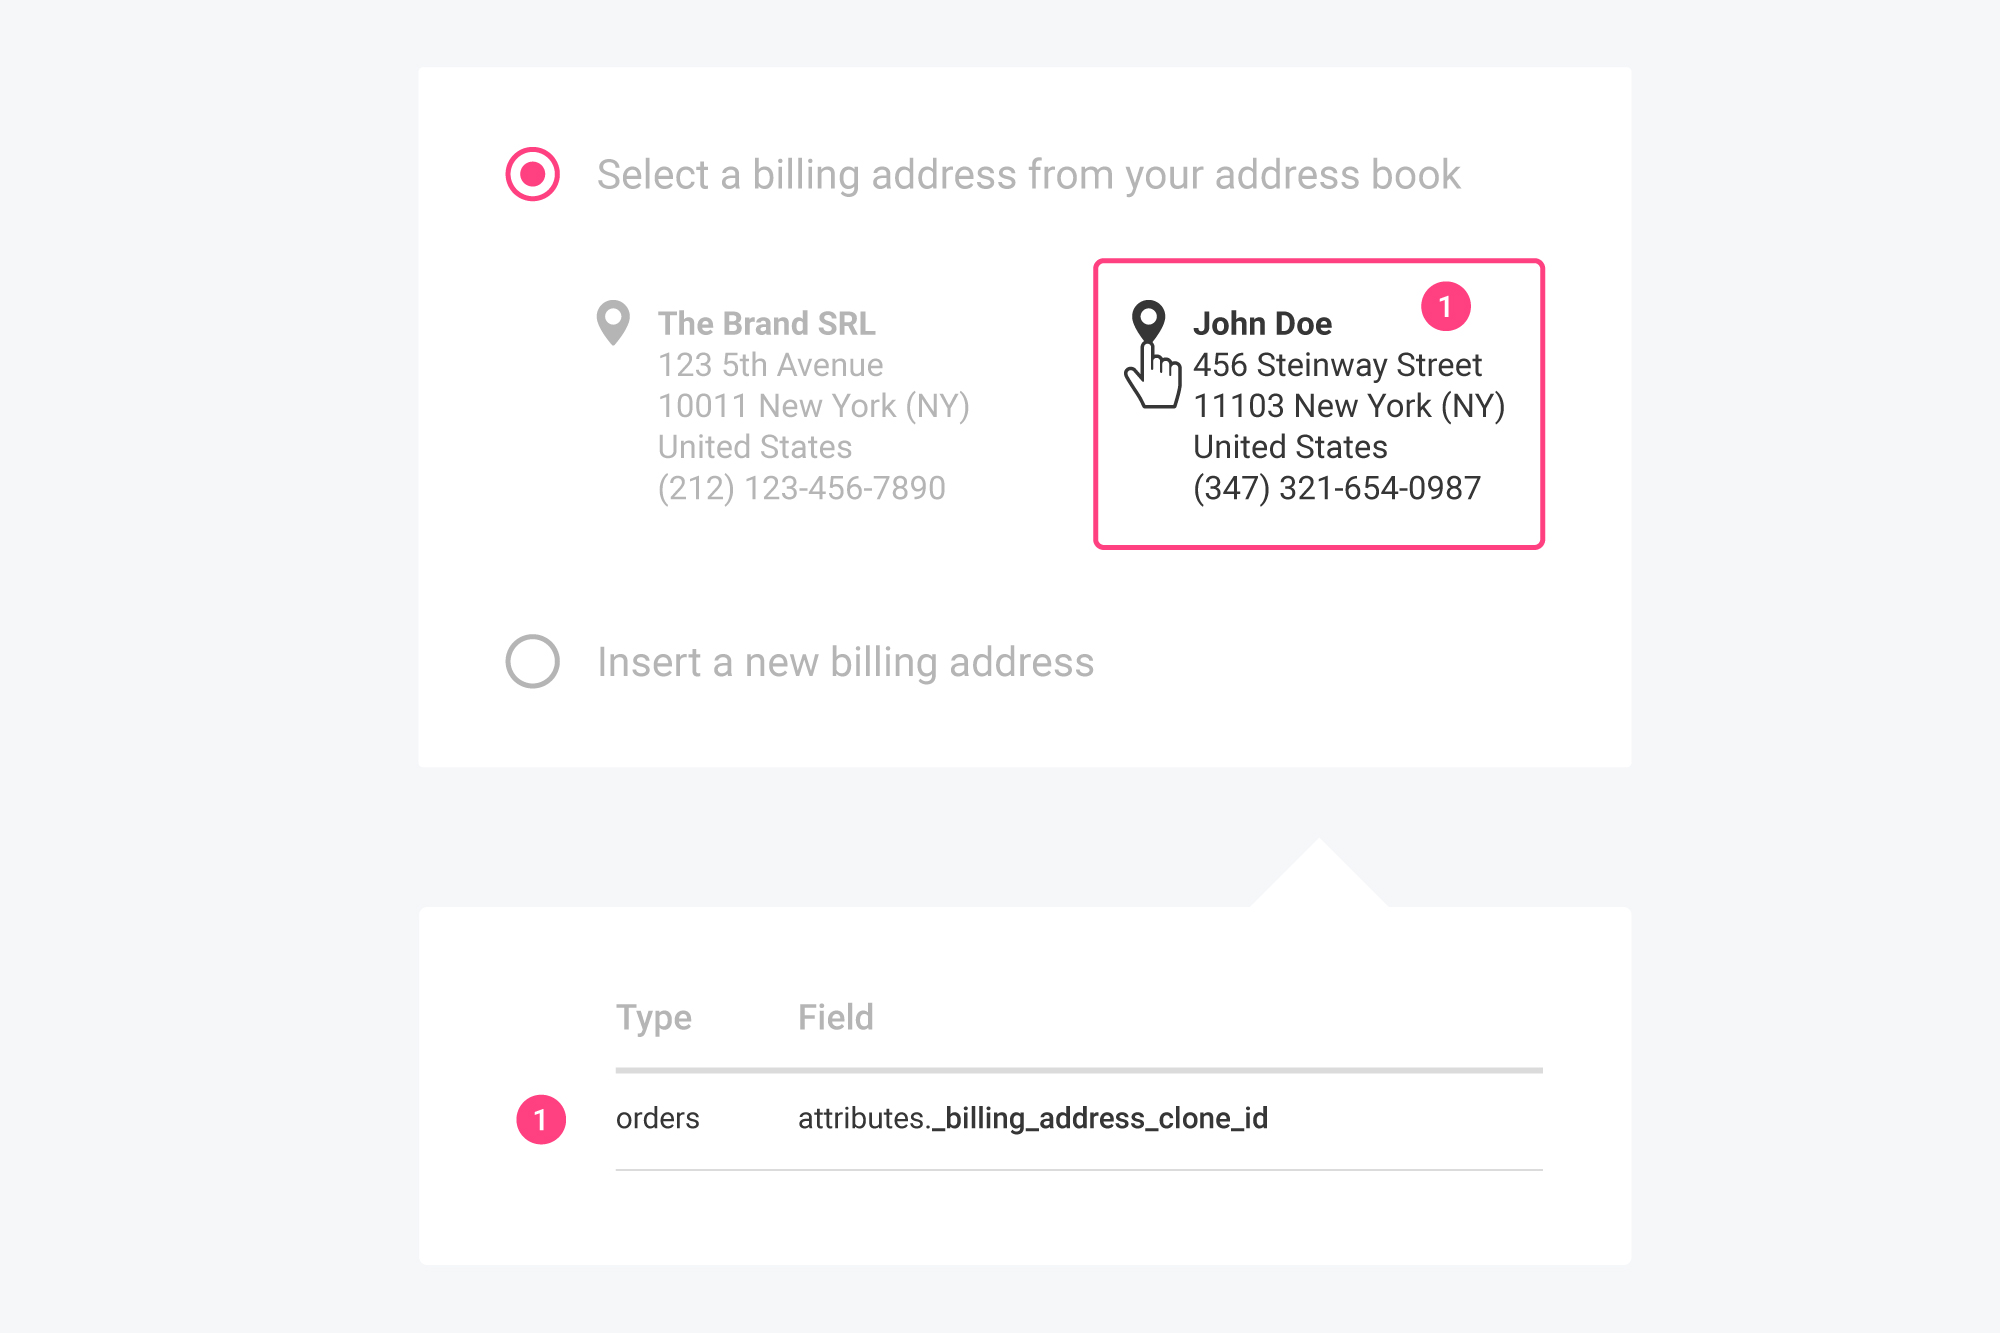 Select a billing address from your address book
The Brand SRL
123 5th Avenue
10011 New York (NY)
United States
(212) 123-456-7890
1
John Doe
456 Steinway Street
11103 New York (NY)
United States
(347) 321-654-0987
Insert a new billing address
Type Field
1 orders attributes._billing_address_clone_id